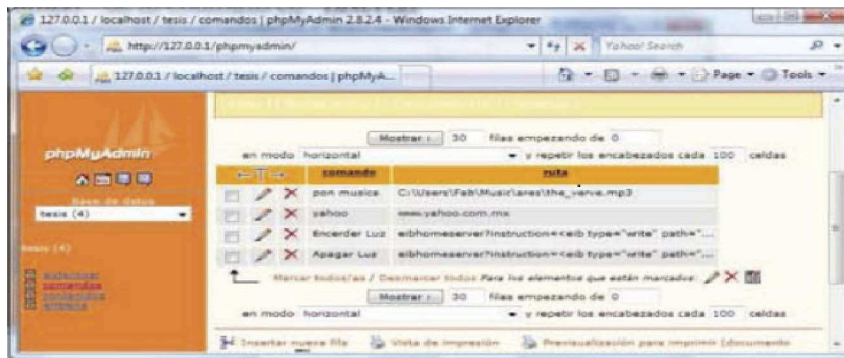 127.0.0.1 / localhost / tesis / comandos | phpMyAdmin 2.8.2.4 - Windows Internet Explorer
http://127.0.0.1/phpmyadmin/
Yahoo! Search
127.0.0.1 / localhost / tesis / comandos | phpMyA...
Page
Tools
phpMyAdmin
Base de datos
tesis (4)
tesis (4)
comandos
Mostrar : 30 filas empezando de 0
en modo horizontal y repetir los encabezados cada 100 celdas
comando ruta
pon musica C:\Users\Fab\Music\ares\the_verve.mp3
yahoo www.yahoo.com.mx
Encerder Luz eibhomeserver?instruction=<eib type="write" path="...
Apagar Luz eibhomeserver?instruction=<eib type="write" path="...
Marcar todos/as / Desmarcar todos Para los elementos que están marcados:
Mostrar : 30 filas empezando de 0
en modo horizontal y repetir los encabezados cada 100 celdas
Insertar nueva fila Vista de impresión Previsualización para imprimir (documento